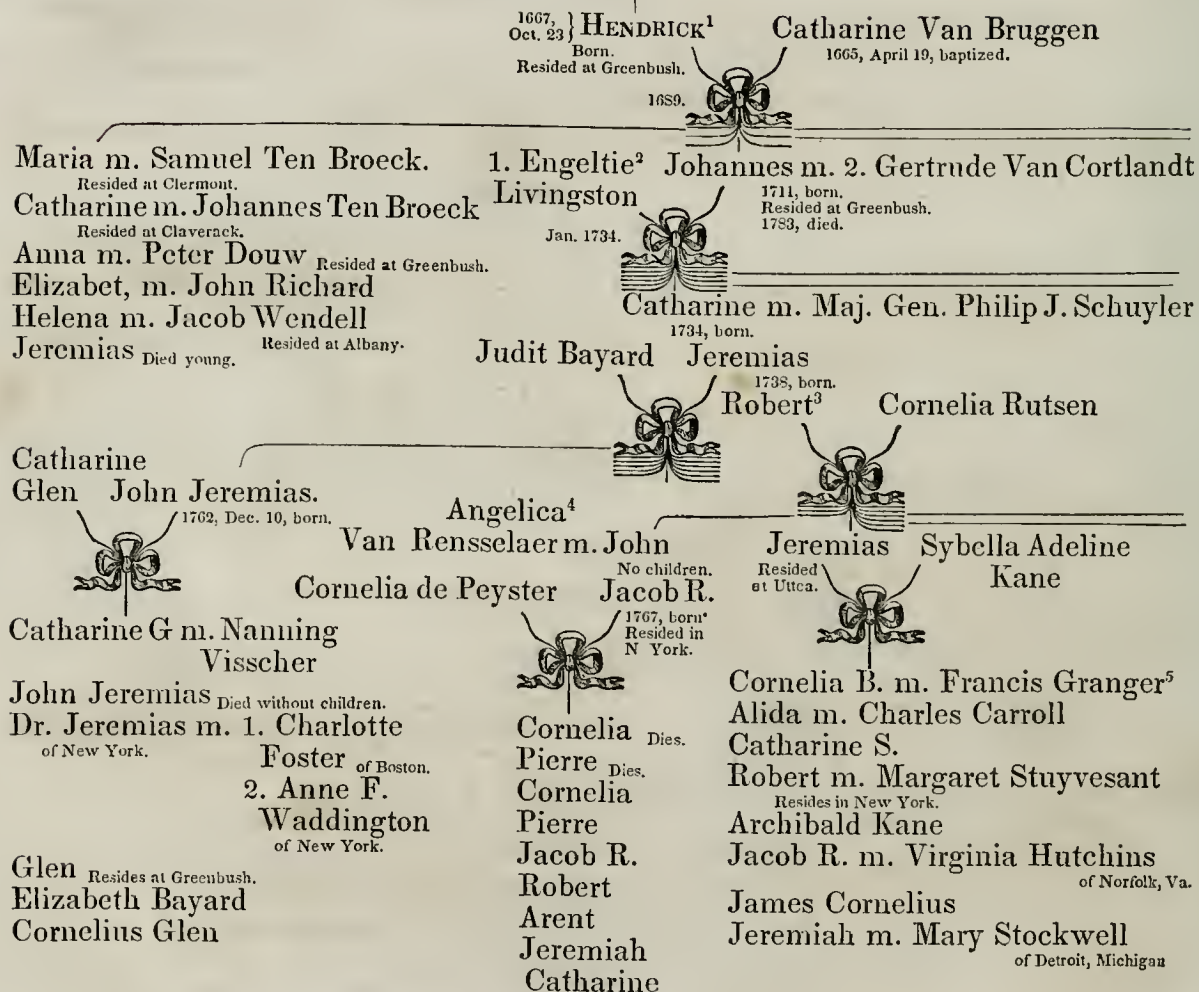 1667, Oct. 23 } HENDRICK¹ Catharine Van Bruggen
Born. 1665, April 19, baptized.
Resided at Greenbush.
1689.
Maria m. Samuel Ten Broeck.
Resided at Clermont.
Catharine m. Johannes Ten Broeck
Resided at Claverack.
Anna m. Peter Douw Resided at Greenbush.
Elizabet, m. John Richard
Helena m. Jacob Wendell
Resided at Albany.
Jeremias Died young.
1. Engeltie² Johannes m. 2. Gertrude Van Cortlandt
Livingston
1711, born.
Resided at Greenbush.
1783, died.
Jan. 1734.
Catharine m. Maj. Gen. Philip J. Schuyler
1734, born.
Judit Bayard Jeremias
1738, born.
Robert³ Cornelia Rutsen
Catharine
Glen John Jeremias.
1762, Dec. 10, born.
Angelica⁴
Van Rensselaer m. John
No children.
Cornelia de Peyster Jacob R.
1767, born
Resided in
N York.
Jeremias Sybella Adeline
Resided Kane
at Uttca.
Catharine G m. Nanning
Visscher
John Jeremias Died without children.
Dr. Jeremias m. 1. Charlotte
of New York.
Foster of Boston.
2. Anne F.
Waddington
of New York.
Glen Resides at Greenbush.
Elizabeth Bayard
Cornelius Glen
Cornelia Dies.
Pierre Dies.
Cornelia
Pierre
Jacob R.
Robert
Arent
Jeremiah
Catharine
Cornelia B. m. Francis Granger⁵
Alida m. Charles Carroll
Catharine S.
Robert m. Margaret Stuyvesant
Resides in New York.
Archibald Kane
Jacob R. m. Virginia Hutchins
of Norfolk, Va.
James Cornelius
Jeremiah m. Mary Stockwell
of Detroit, Michigan